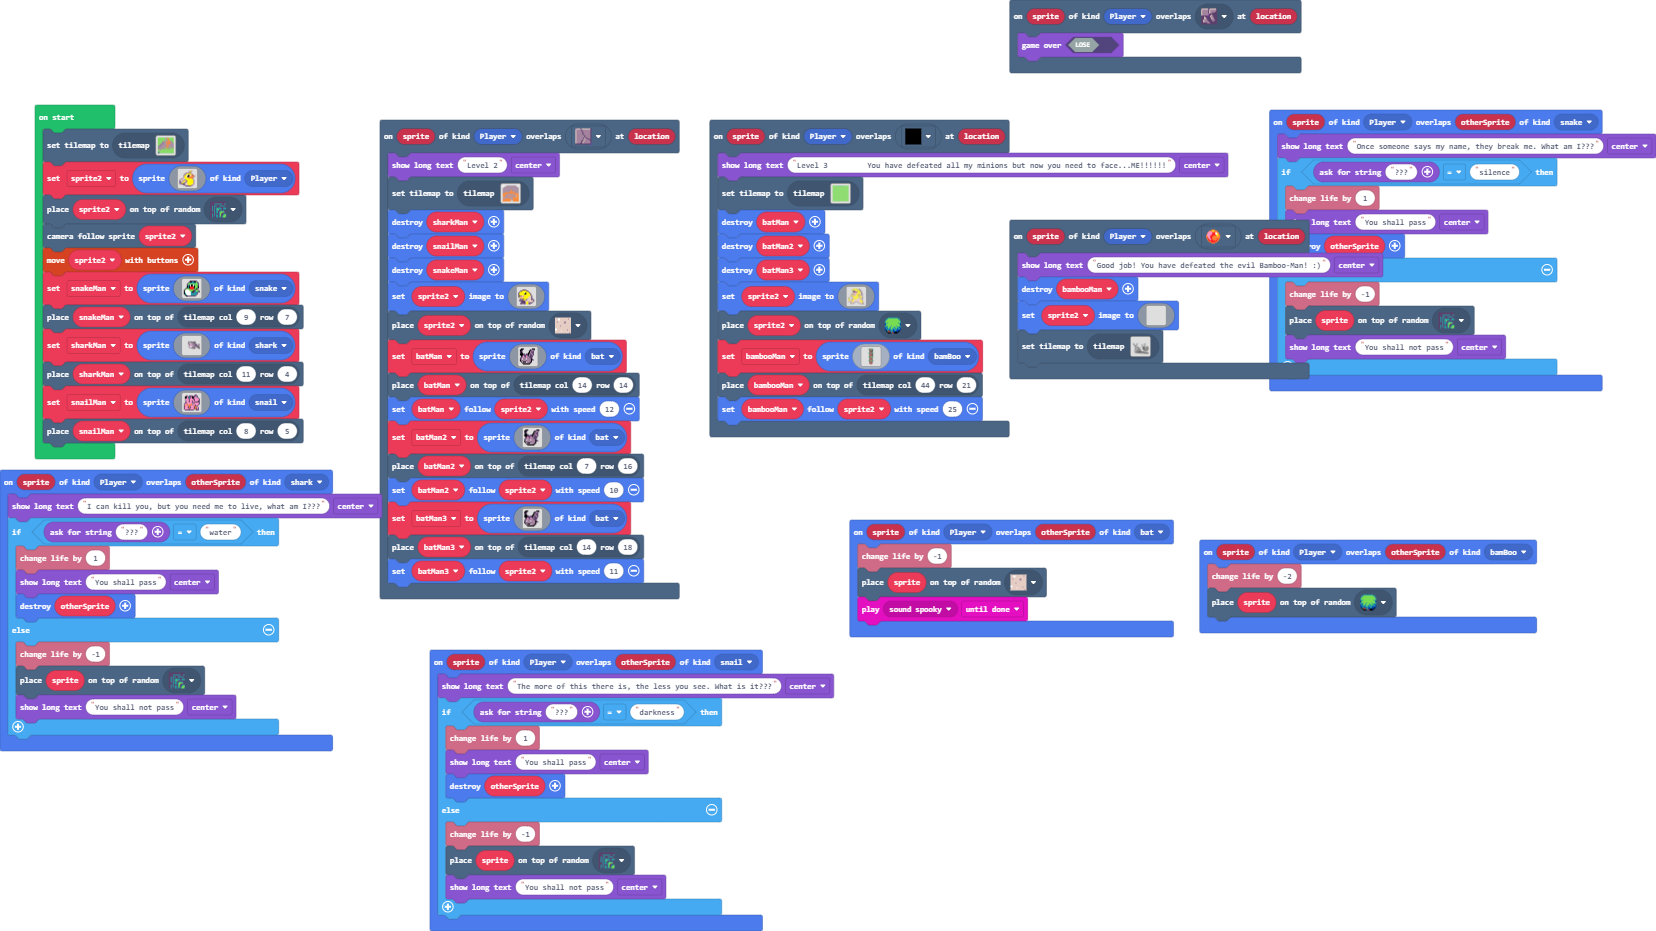 on sprite of kind Player overlaps at location
game over LOSE
on start
set tilemap to tilemap
set sprite2 to sprite of kind Player
place sprite2 on top of random
camera follow sprite sprite2
move sprite2 with buttons
set snakeMan to sprite of kind snake
place snakeMan on top of tilemap col 9 row 7
set sharkMan to sprite of kind shark
place sharkMan on top of tilemap col 11 row 4
set snailMan to sprite of kind snail
place snailMan on top of tilemap col 8 row 5
on sprite of kind Player overlaps at location
show long text "Level 2" center
set tilemap to tilemap
destroy sharkMan
destroy snailMan
destroy snakeMan
set sprite2 image to
place sprite2 on top of random
set batMan to sprite of kind bat
place batMan on top of tilemap col 14 row 14
set batMan follow sprite2 with speed 12
set batMan2 to sprite of kind bat
place batMan2 on top of tilemap col 7 row 16
set batMan2 follow sprite2 with speed 10
set batMan3 to sprite of kind bat
place batMan3 on top of tilemap col 14 row 18
set batMan3 follow sprite2 with speed 11
on sprite of kind Player overlaps at location
show long text "Level 3 You have defeated all my minions but now you need to face...ME!!!!!!" center
set tilemap to tilemap
destroy batMan
destroy batMan2
destroy batMan3
set sprite2 image to
place sprite2 on top of random
set bambooMan to sprite of kind bamBoo
place bambooMan on top of tilemap col 44 row 21
set bambooMan follow sprite2 with speed 25
on sprite of kind Player overlaps at location
show long text "Good job! You have defeated the evil Bamboo-Man! :)" center
destroy bambooMan
set sprite2 image to
set tilemap to tilemap
on sprite of kind Player overlaps otherSprite of kind snake
show long text "Once someone says my name, they break me. What am I???" center
if ask for string "???" = "silence" then
change life by 1
long text "You shall pass" center
oy otherSprite
change life by -1
place sprite on top of random
show long text "You shall not pass" center
on sprite of kind Player overlaps otherSprite of kind shark
show long text "I can kill you, but you need me to live, what am I???" center
if ask for string "???" = "water" then
change life by 1
show long text "You shall pass" center
destroy otherSprite
else
change life by -1
place sprite on top of random
show long text "You shall not pass" center
on sprite of kind Player overlaps otherSprite of kind snail
show long text "The more of this there is, the less you see. What is it???" center
if ask for string "???" = "darkness" then
change life by 1
show long text "You shall pass" center
destroy otherSprite
else
change life by -1
place sprite on top of random
show long text "You shall not pass" center
on sprite of kind Player overlaps otherSprite of kind bat
change life by -1
place sprite on top of random
play sound spooky until done
on sprite of kind Player overlaps otherSprite of kind bamBoo
change life by -2
place sprite on top of random